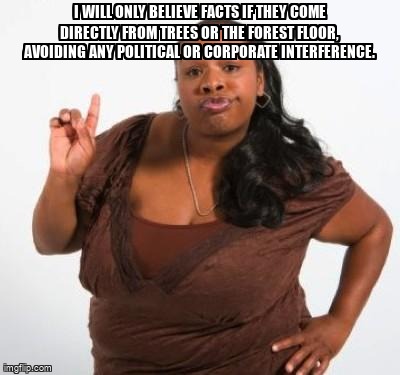 I WILL ONLY BELIEVE FACTS IF THEY COME
DIRECTLY FROM TREES OR THE FOREST FLOOR,
AVOIDING ANY POLITICAL OR CORPORATE INTERFERENCE.
imgflip.com